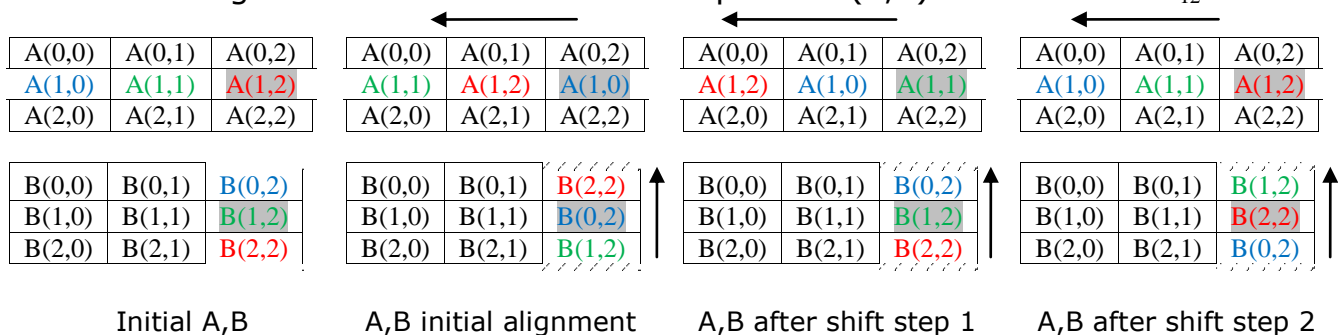 12
A(0,0) A(0,1) A(0,2) A(0,0) A(0,1) A(0,2) A(0,0) A(0,1) A(0,2) A(0,0) A(0,1) A(0,2)
A(1,0) A(1,1) A(1,2) A(1,1) A(1,2) A(1,0) A(1,2) A(1,0) A(1,1) A(1,0) A(1,1) A(1,2)
A(2,0) A(2,1) A(2,2) A(2,0) A(2,1) A(2,2) A(2,0) A(2,1) A(2,2) A(2,0) A(2,1) A(2,2)
B(0,0) B(0,1) B(0,2) B(0,0) B(0,1) B(2,2) B(0,0) B(0,1) B(0,2) B(0,0) B(0,1) B(1,2)
B(1,0) B(1,1) B(1,2) B(1,0) B(1,1) B(0,2) B(1,0) B(1,1) B(1,2) B(1,0) B(1,1) B(2,2)
B(2,0) B(2,1) B(2,2) B(2,0) B(2,1) B(1,2) B(2,0) B(2,1) B(2,2) B(2,0) B(2,1) B(0,2)
Initial A,B A,B initial alignment A,B after shift step 1 A,B after shift step 2